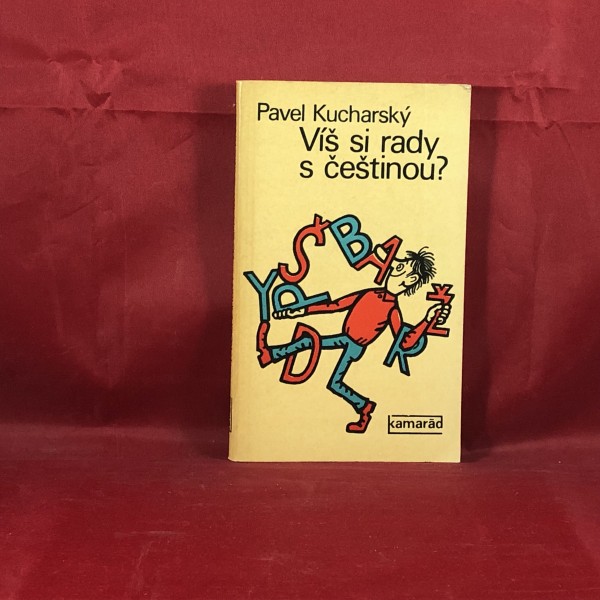 Pavel Kucharský
Víš si rady
s češtinou?
Y
P
Š
B
A
Ž
R
D
kamarád